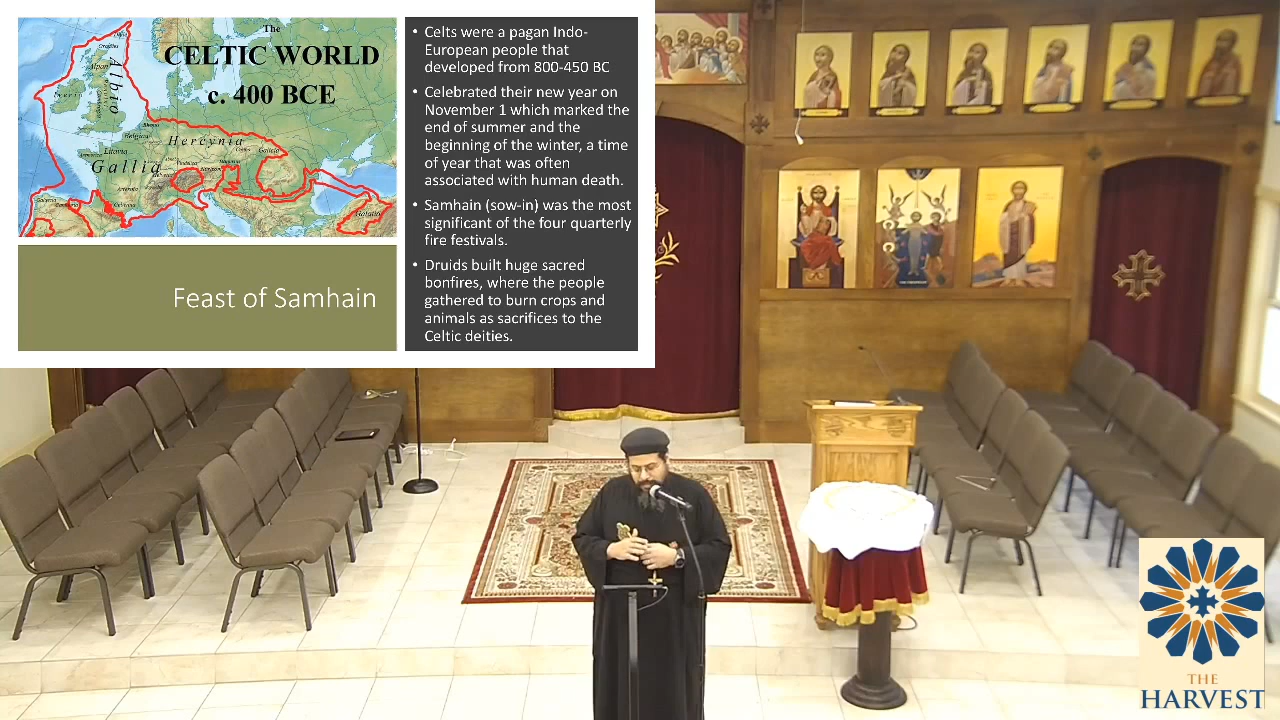 The
CELTIC WORLD
c. 400 BCE
Albion
Hercynia
Gallia
Galatia
Feast of Samhain
• Celts were a pagan Indo-
European people that
developed from 800-450 BC
• Celebrated their new year on
November 1 which marked the
end of summer and the
beginning of the winter, a time
of year that was often
associated with human death.
• Samhain (sow-in) was the most
significant of the four quarterly
fire festivals.
• Druids built huge sacred
bonfires, where the people
gathered to burn crops and
animals as sacrifices to the
Celtic deities.
THE
HARVEST